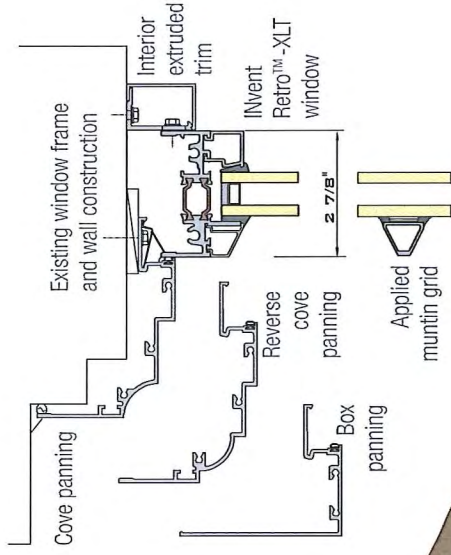 Existing window frame
and wall construction
Interior
extruded
trim
Cove panning
INvent
Retro™-XLT
window
2 7/8"
Reverse
cove
panning
Box
panning
Applied
muntin grid